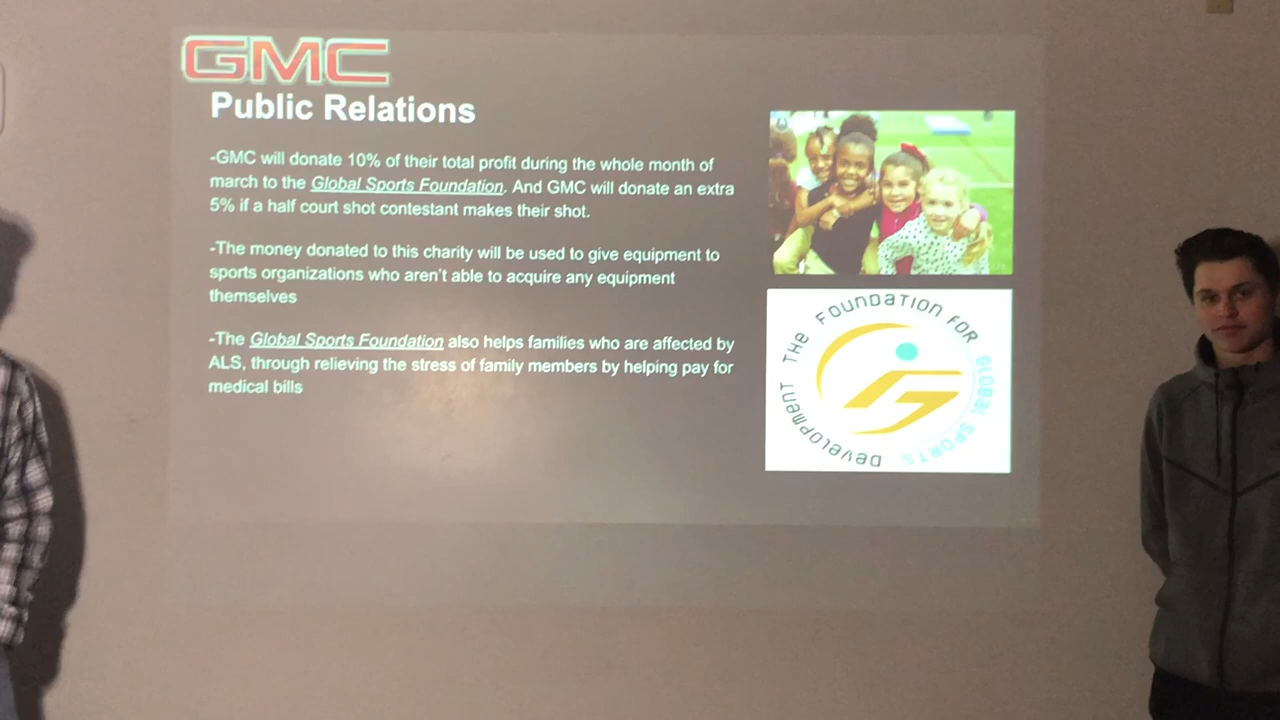 GMC
Public Relations
-GMC will donate 10% of their total profit during the whole month of
march to the Global Sports Foundation. And GMC will donate an extra
5% if a half court shot contestant makes their shot.
-The money donated to this charity will be used to give equipment to
sports organizations who aren't able to acquire any equipment
themselves
-The Global Sports Foundation also helps families who are affected by
ALS, through relieving the stress of family members by helping pay for
medical bills
THE FOUNDATION FOR GLOBAL SPORTS DEVELOPMENT